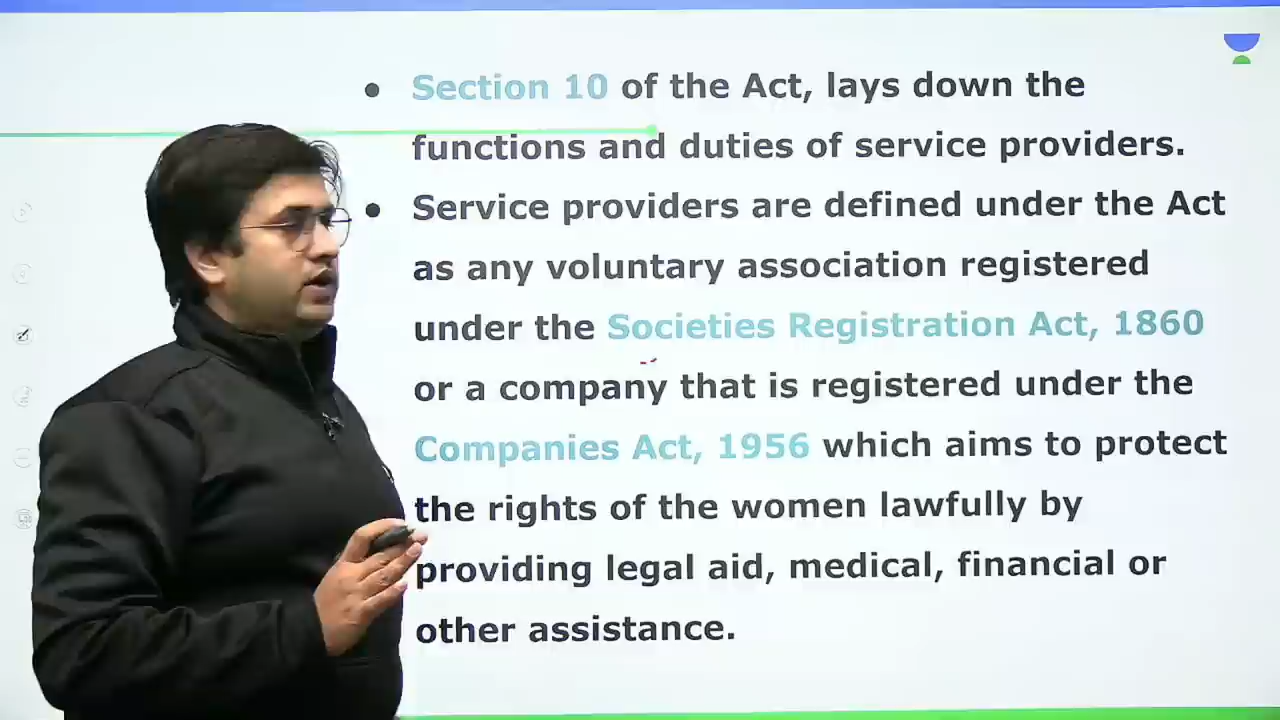 • Section 10 of the Act, lays down the
functions and duties of service providers.
• Service providers are defined under the Act
as any voluntary association registered
under the Societies Registration Act, 1860
or a company that is registered under the
Companies Act, 1956 which aims to protect
the rights of the women lawfully by
providing legal aid, medical, financial or
other assistance.